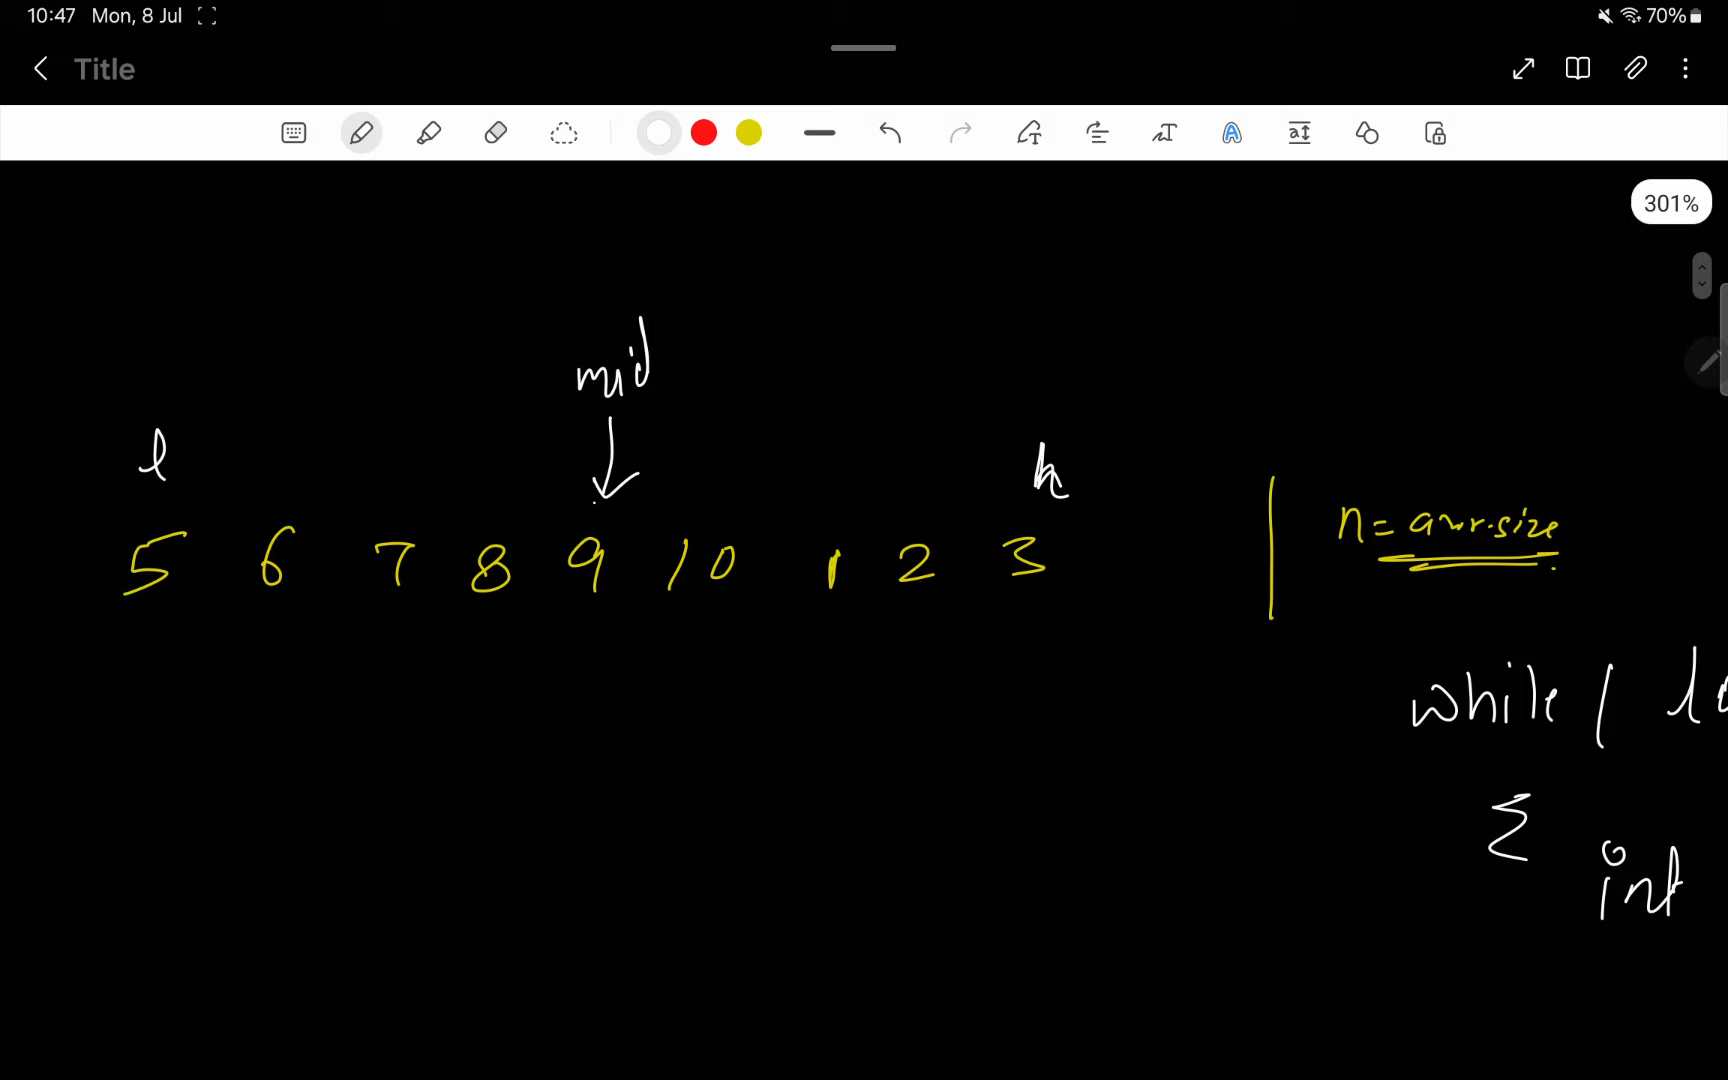 10:47 Mon, 8 Jul 70%
Title
301%
mid
l h
5 6 7 8 9 10 1 2 3
n = arr.size
while ( lo
{
int